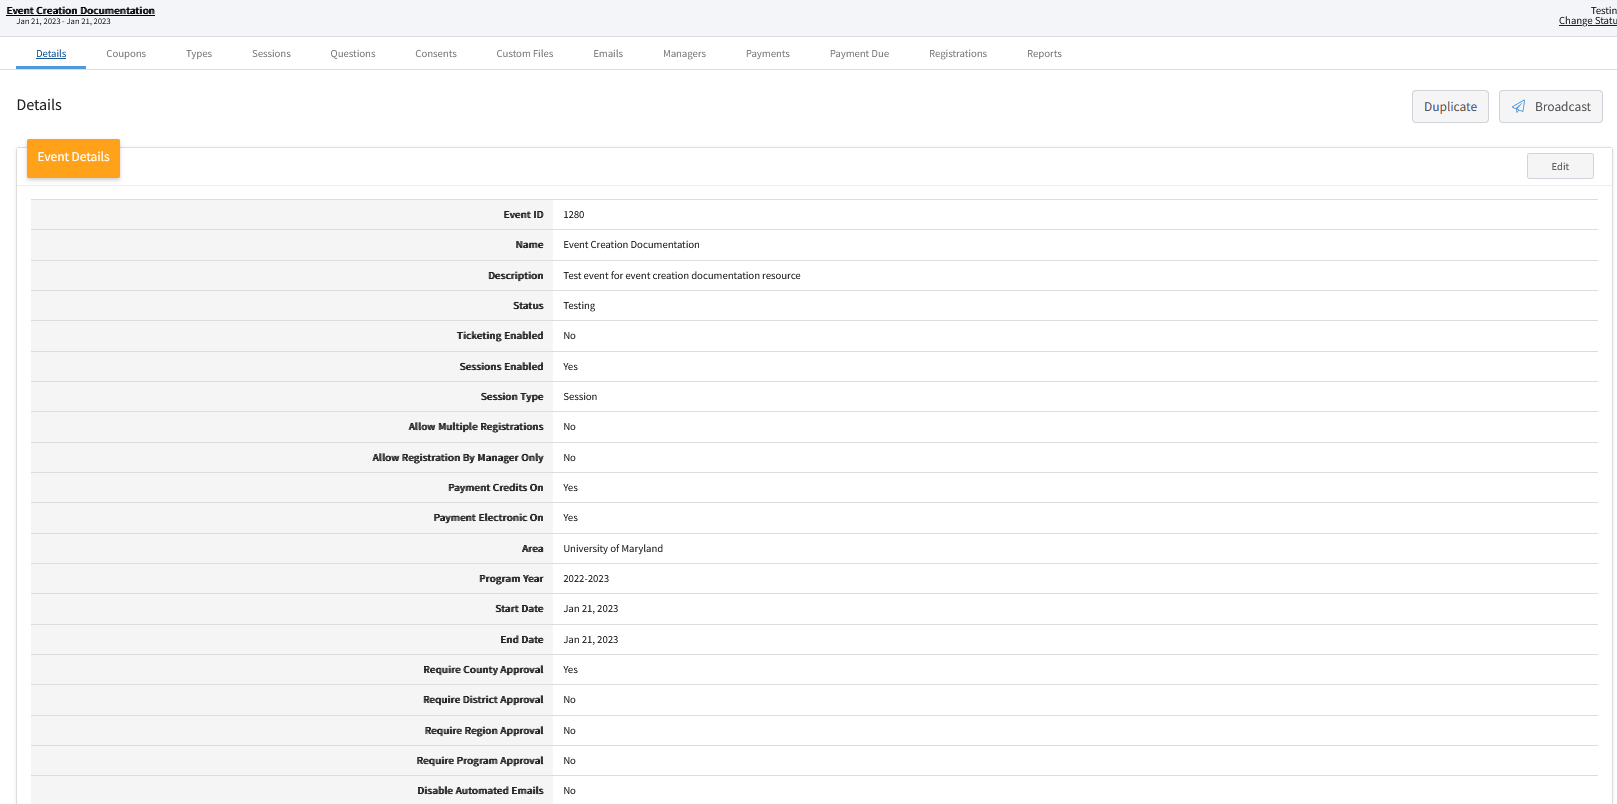 Event Creation Documentation
Jan 21, 2023 - Jan 21, 2023
Testin
Change Statu
Details Coupons Types Sessions Questions Consents Custom Files Emails Managers Payments Payment Due Registrations Reports
Details
Duplicate Broadcast
Event Details
Edit
Event ID 1280
Name Event Creation Documentation
Description Test event for event creation documentation resource
Status Testing
Ticketing Enabled No
Sessions Enabled Yes
Session Type Session
Allow Multiple Registrations No
Allow Registration By Manager Only No
Payment Credits On Yes
Payment Electronic On Yes
Area University of Maryland
Program Year 2022-2023
Start Date Jan 21, 2023
End Date Jan 21, 2023
Require County Approval Yes
Require District Approval No
Require Region Approval No
Require Program Approval No
Disable Automated Emails No